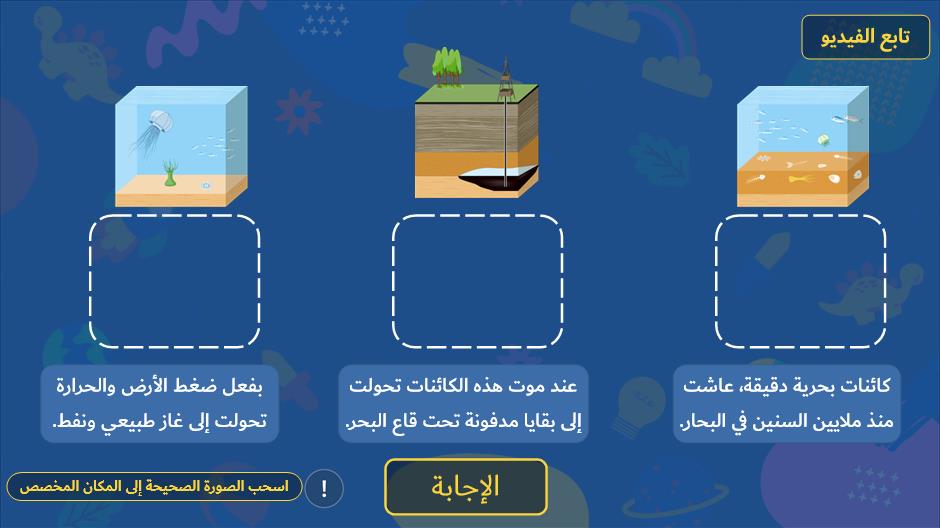 تابع الفيديو
كائنات بحرية دقيقة، عاشت
منذ ملايين السنين في البحار.
عند موت هذه الكائنات تحولت
إلى بقايا مدفونة تحت قاع البحر.
بفعل ضغط الأرض والحرارة
تحولت إلى غاز طبيعي ونفط.
الإجابة
!
اسحب الصورة الصحيحة إلى المكان المخصص